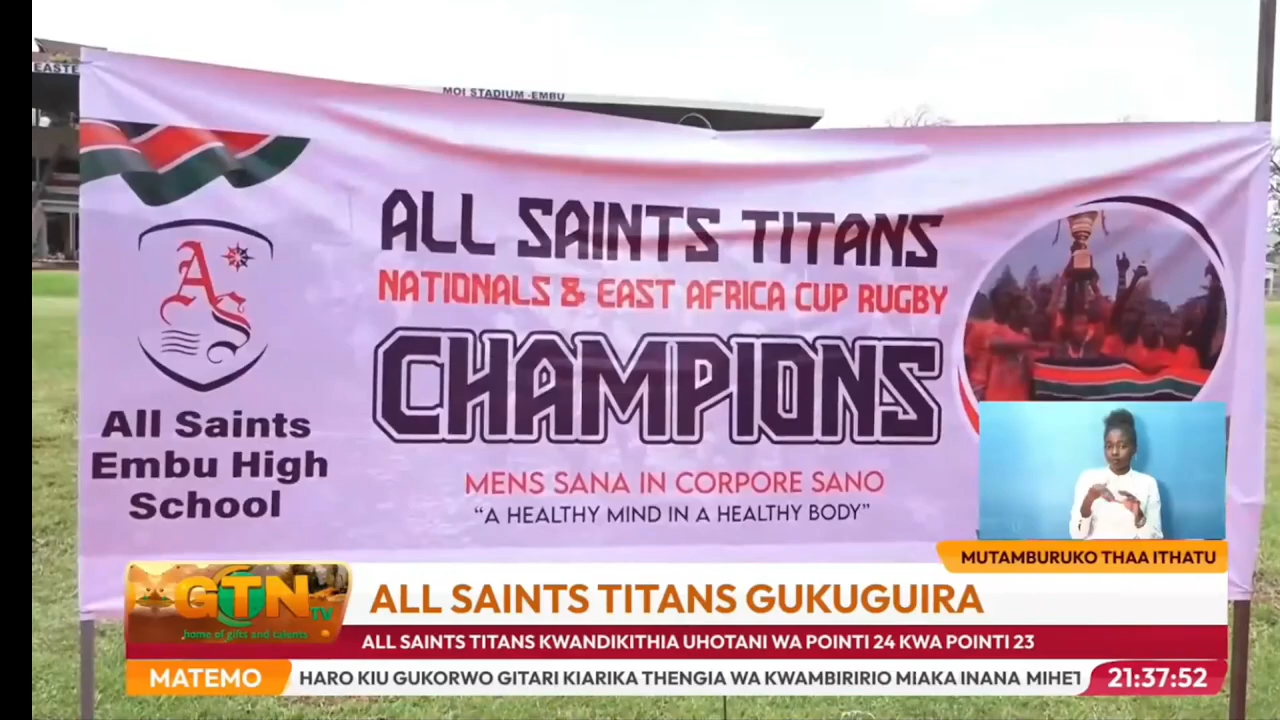 EASTE
MOI STADIUM -EMBU
ALL SAINTS TITANS
NATIONALS & EAST AFRICA CUP RUGBY
CHAMPIONS
MENS SANA IN CORPORE SANO
"A HEALTHY MIND IN A HEALTHY BODY"
AS
All Saints
Embu High
School
MUTAMBURUKO THAA ITHATU
GTN TV
home of gifts and talents
ALL SAINTS TITANS GUKUGUIRA
ALL SAINTS TITANS KWANDIKITHIA UHOTANI WA POINTI 24 KWA POINTI 23
MATEMO
HARO KIU GUKORWO GITARI KIARIKA THENGIA WA KWAMBIRIRIO MIAKA INANA MIHET
21:37:52